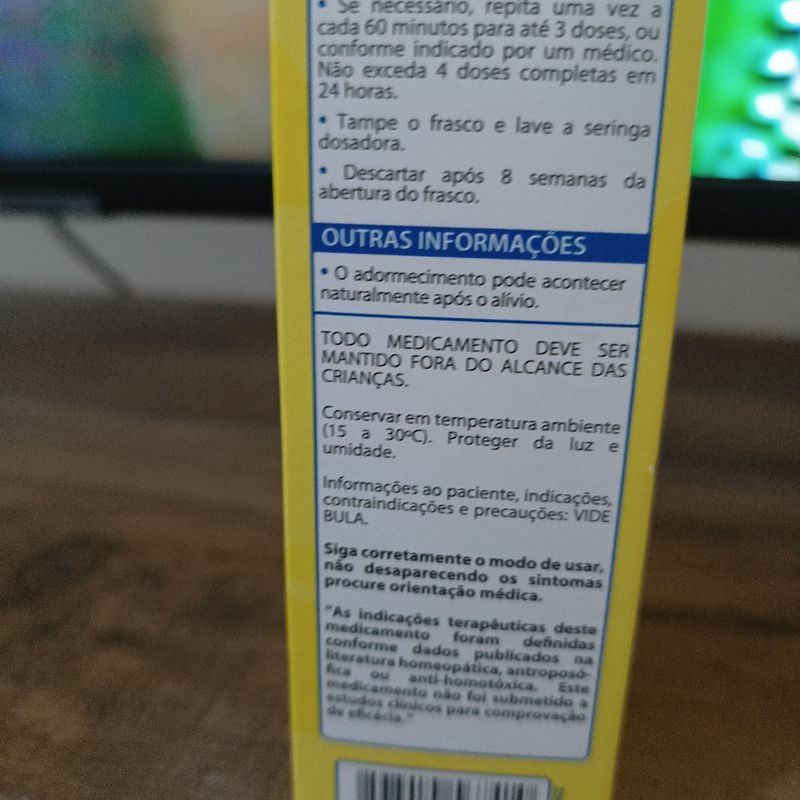 • Se necessário, repita uma vez a
cada 60 minutos para até 3 doses, ou
conforme indicado por um médico.
Não exceda 4 doses completas em
24 horas.
• Tampe o frasco e lave a seringa
dosadora.
• Descartar após 8 semanas da
abertura do frasco.
OUTRAS INFORMAÇÕES
• O adormecimento pode acontecer
naturalmente após o alívio.
TODO MEDICAMENTO DEVE SER
MANTIDO FORA DO ALCANCE DAS
CRIANÇAS.
Conservar em temperatura ambiente
(15 a 30ºC). Proteger da luz e
umidade.
Informações ao paciente, indicações,
contraindicações e precauções: VIDE
BULA.
Siga corretamente o modo de usar,
não desaparecendo os sintomas
procure orientação médica.
"As indicações terapêuticas deste
medicamento foram definidas
conforme dados publicados na
literatura homeopática, antroposó-
fica ou anti-homotóxica. Este
medicamento não foi submetido a
estudos clínicos para comprovação
de eficácia."